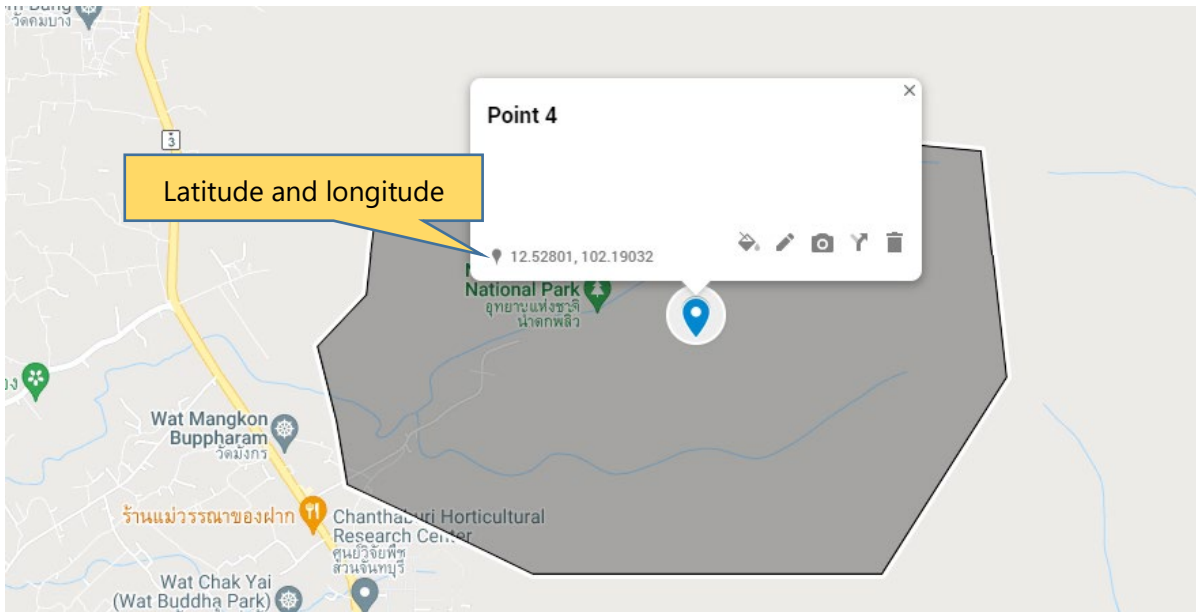 วัดคมบาง
3
Point 4
Latitude and longitude
12.52801, 102.19032
National Park
อุทยานแห่งชาติ
น้ำตกพลิ้ว
Wat Mangkon
Buppharam
วัดมังกร
ร้านแม่วรรณาของฝาก
Chanthaburi Horticultural
Research Center
ศูนย์วิจัยพืช
สวนจันทบุรี
Wat Chak Yai
(Wat Buddha Park)